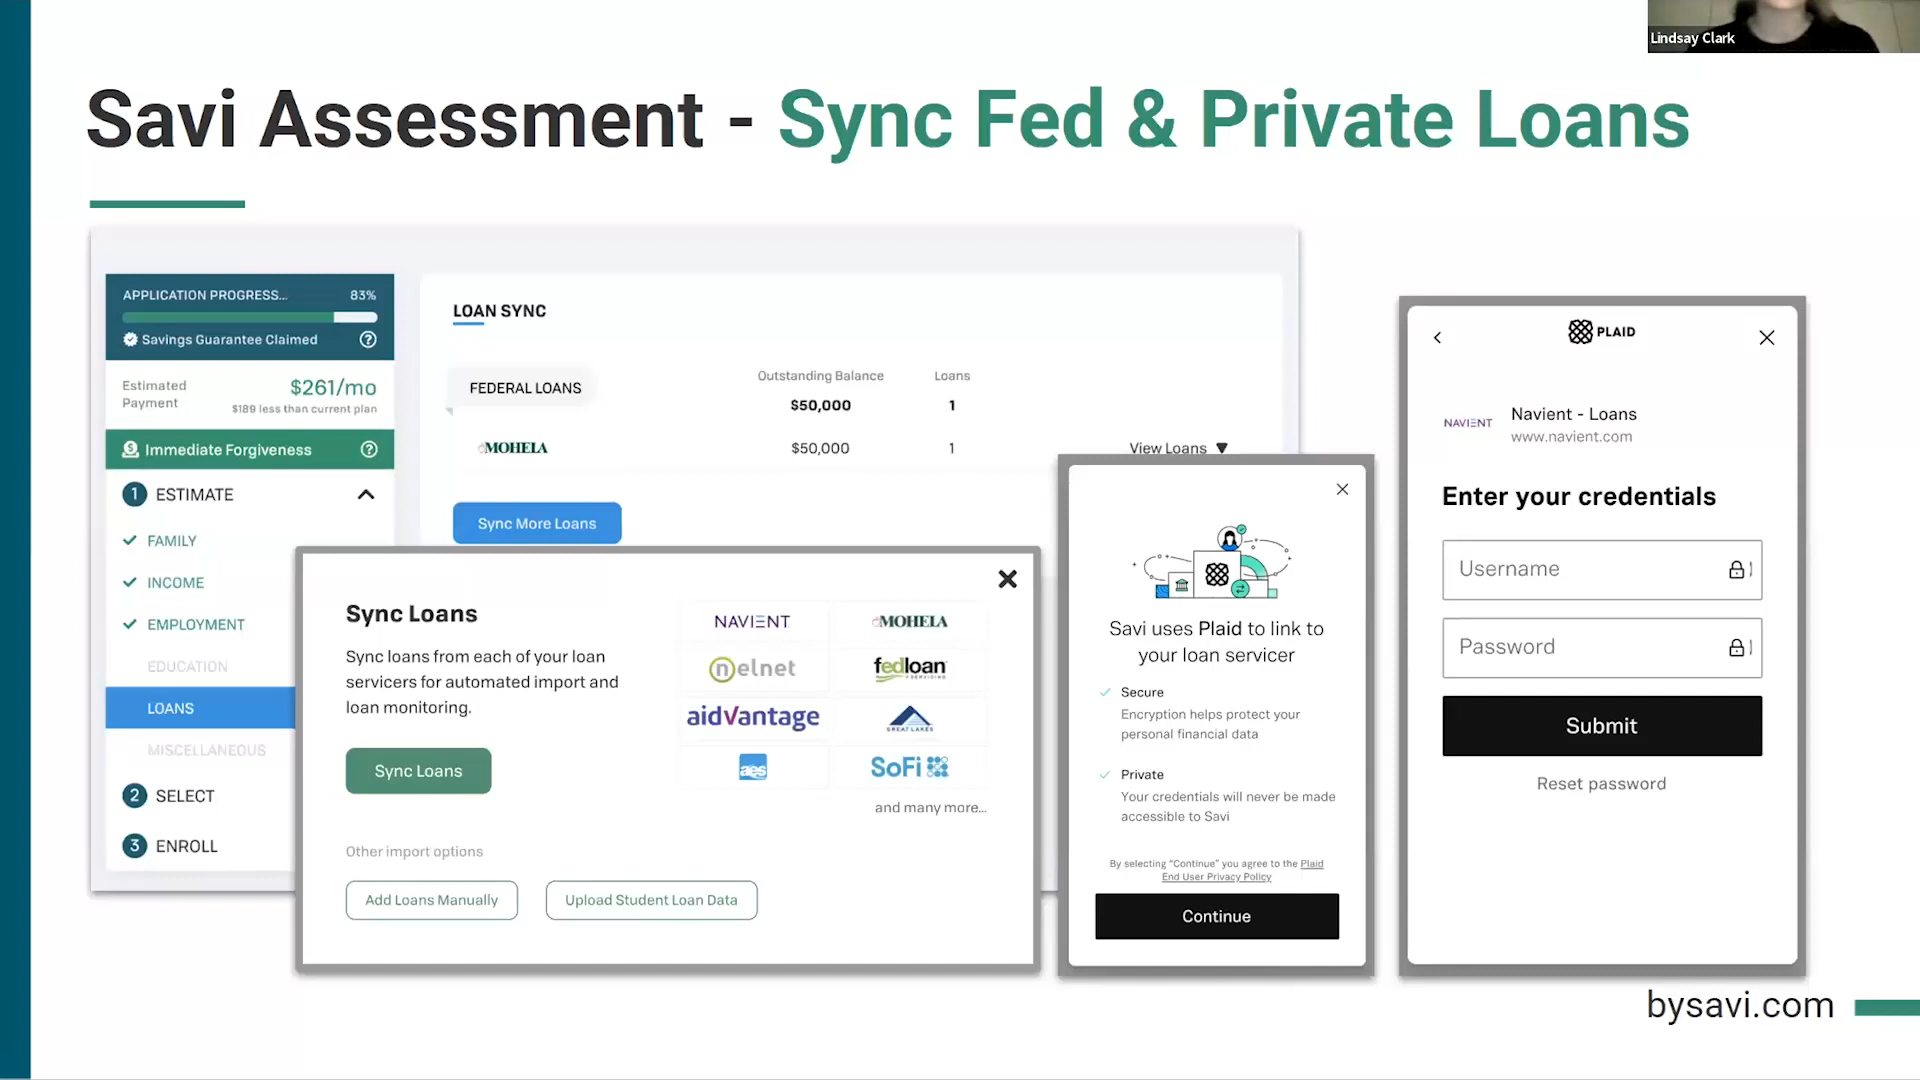 Lindsay Clark
Savi Assessment - Sync Fed & Private Loans
APPLICATION PROGRESS... 83%
Savings Guarantee Claimed ?
Estimated
Payment
$261/mo
$189 less than current plan
Immediate Forgiveness ?
1 ESTIMATE
FAMILY
INCOME
EMPLOYMENT
EDUCATION
LOANS
MISCELLANEOUS
2 SELECT
3 ENROLL
LOAN SYNC
Outstanding Balance Loans
FEDERAL LOANS $50,000 1
MOHELA $50,000 1 View Loans
Sync More Loans
Sync Loans
Sync loans from each of your loan
servicers for automated import and
loan monitoring.
Sync Loans
NAVIENT MOHELA
nelnet fedloan
SERVICING
aidvantage GREAT LAKES
aes SoFi
and many more...
Other import options
Add Loans Manually Upload Student Loan Data
Savi uses Plaid to link to
your loan servicer
Secure
Encryption helps protect your
personal financial data
Private
Your credentials will never be made
accessible to Savi
By selecting "Continue" you agree to the Plaid
End User Privacy Policy
Continue
PLAID
NAVIENT
Navient - Loans
www.navient.com
Enter your credentials
Username
Password
Submit
Reset password
bysavi.com